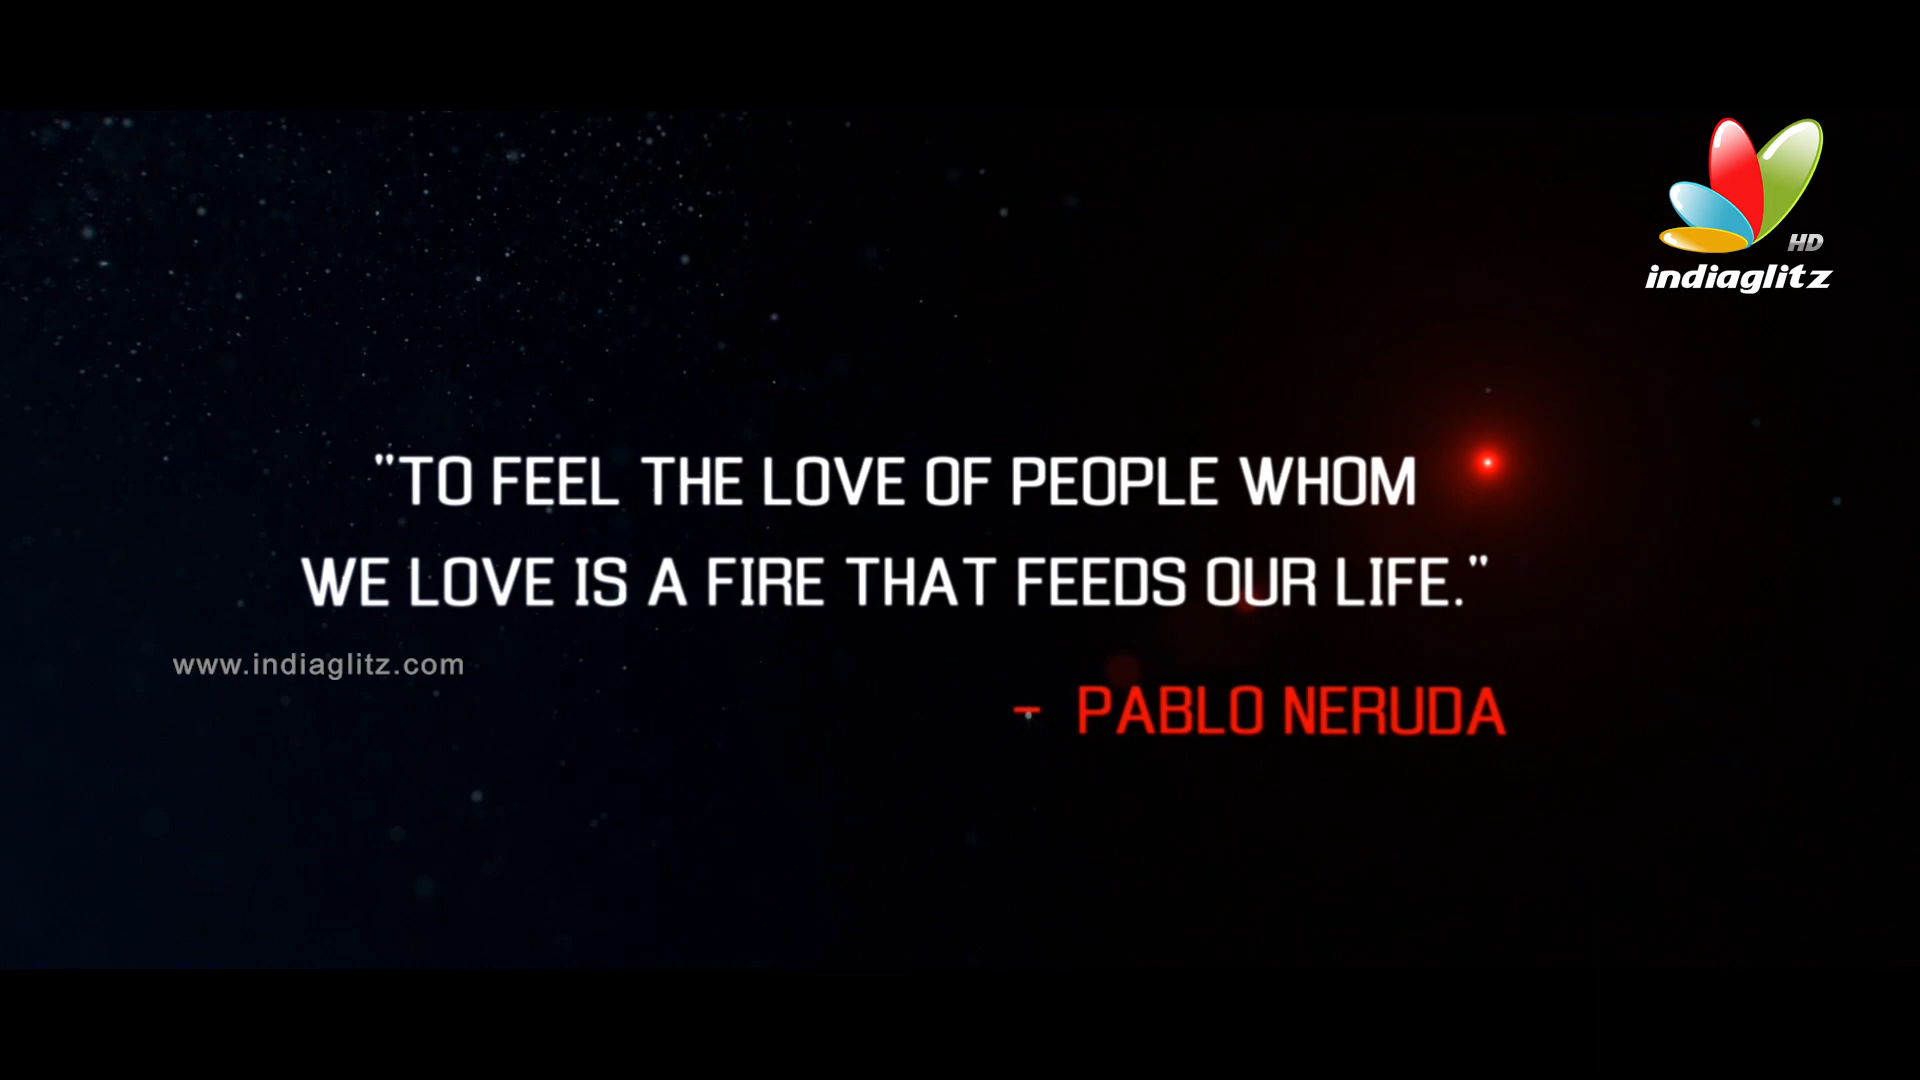 HD
indiaglitz
"TO FEEL THE LOVE OF PEOPLE WHOM
WE LOVE IS A FIRE THAT FEEDS OUR LIFE."
www.indiaglitz.com
- PABLO NERUDA